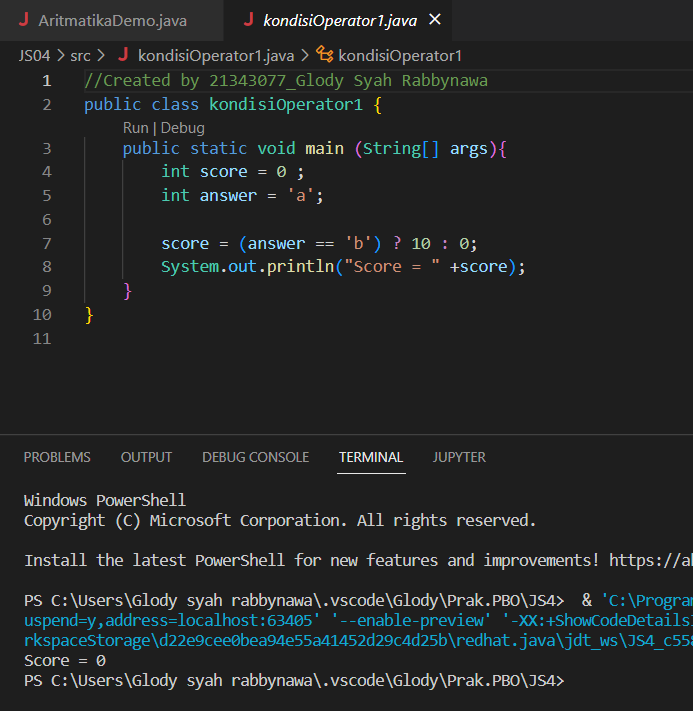 J AritmatikaDemo.java
J kondisiOperator1.java ×
JS04 > src > J kondisiOperator1.java > kondisiOperator1
1 //Created by 21343077_Glody Syah Rabbynawa
2 public class kondisiOperator1 {
Run | Debug
3 public static void main (String[] args){
4 int score = 0 ;
5 int answer = 'a';
6
7 score = (answer == 'b') ? 10 : 0;
8 System.out.println("Score = " +score);
9 }
10 }
11
PROBLEMS OUTPUT DEBUG CONSOLE TERMINAL JUPYTER
Windows PowerShell
Copyright (C) Microsoft Corporation. All rights reserved.
Install the latest PowerShell for new features and improvements! https://a
PS C:\Users\Glody syah rabbynawa\.vscode\Glody\Prak.PBO\JS4>  & 'C:\Program
uspend=y,address=localhost:63405' '--enable-preview' '-XX:+ShowCodeDetails
rkspaceStorage\d22e9cee0bea94e55a41452d29c4d25b\redhat.java\jdt_ws\JS4_c558
Score = 0
PS C:\Users\Glody syah rabbynawa\.vscode\Glody\Prak.PBO\JS4>